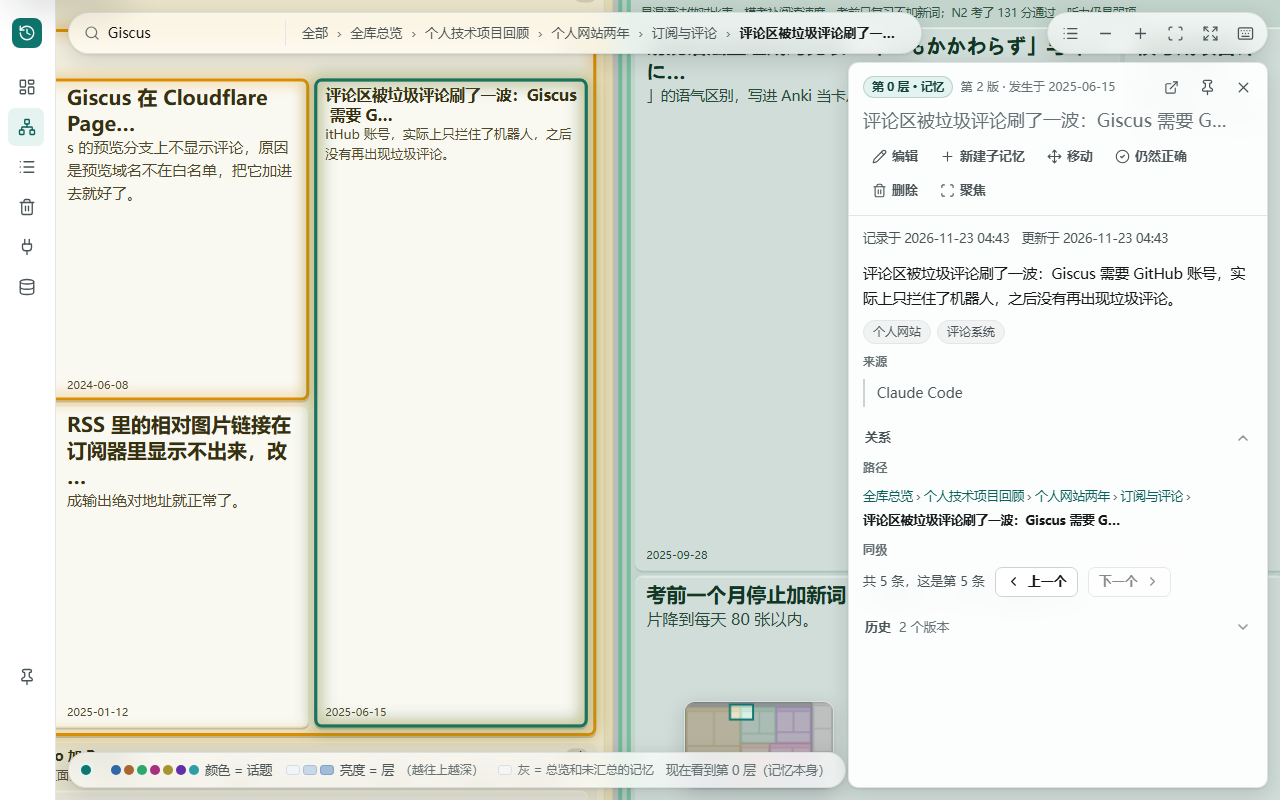 Giscus
全部 › 全库总览 › 个人技术项目回顾 › 个人网站两年 › 订阅与评论 › 评论区被垃圾评论刷了一...
Giscus 在 Cloudflare
Page...
s 的预览分支上不显示评论，原因
是预览域名不在白名单，把它加进
去就好了。
2024-06-08
RSS 里的相对图片链接在
订阅器里显示不出来，改
...
成输出绝对地址就正常了。
2025-01-12
评论区被垃圾评论刷了一波：Giscus
需要 G...
itHub 账号，实际上只拦住了机器人，之后
没有再出现垃圾评论。
2025-06-15
もかかわらず」与「
に...
」的语气区别，写进 Anki 当卡
2025-09-28
考前一个月停止加新词
片降到每天 80 张以内。
第 0 层 • 记忆 第 2 版 · 发生于 2025-06-15
评论区被垃圾评论刷了一波：Giscus 需要 G...
编辑 新建子记忆 移动 仍然正确
删除 聚焦
记录于 2026-11-23 04:43 更新于 2026-11-23 04:43
评论区被垃圾评论刷了一波：Giscus 需要 GitHub 账号，实
际上只拦住了机器人，之后没有再出现垃圾评论。
个人网站 评论系统
来源
Claude Code
关系
路径
全库总览 › 个人技术项目回顾 › 个人网站两年 › 订阅与评论 ›
评论区被垃圾评论刷了一波：Giscus 需要 G...
同级
共 5 条，这是第 5 条 上一个 下一个
历史 2 个版本
颜色 = 话题 亮度 = 层 （越往上越深） 灰 = 总览和未汇总的记忆 现在看到第 0 层（记忆本身）